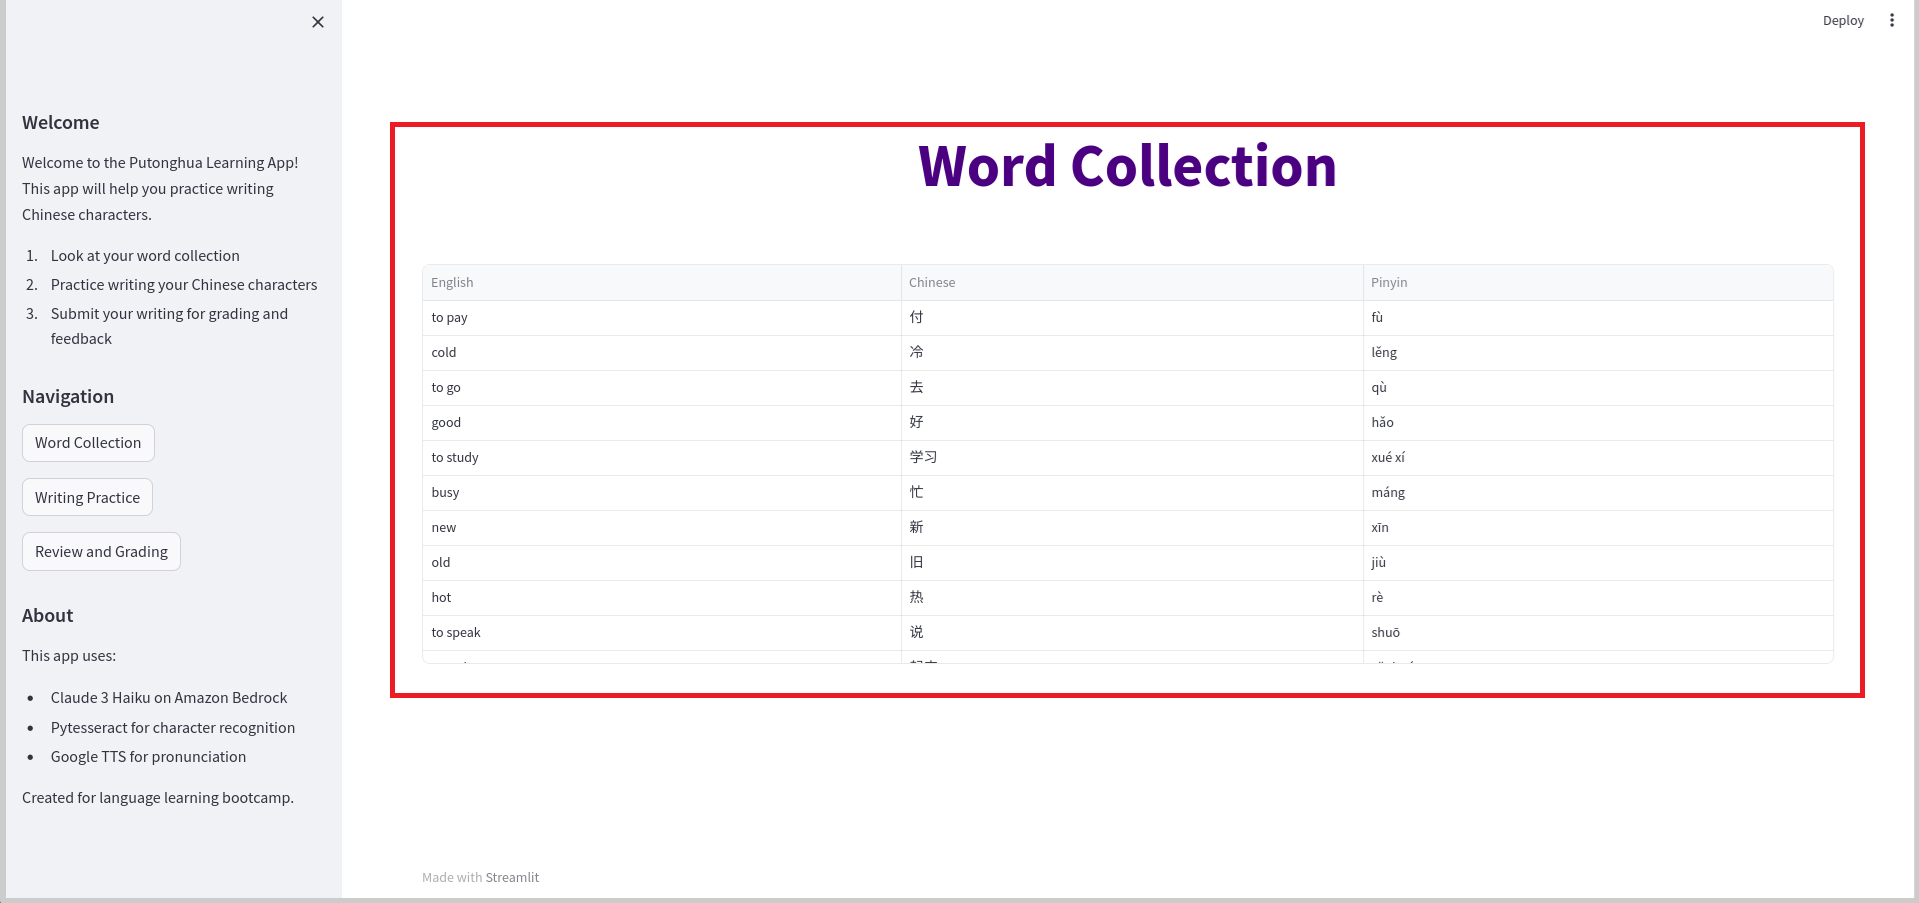 Deploy
Welcome
Welcome to the Putonghua Learning App!
This app will help you practice writing
Chinese characters.
1. Look at your word collection
2. Practice writing your Chinese characters
3. Submit your writing for grading and
feedback
Navigation
Word Collection
Writing Practice
Review and Grading
About
This app uses:
• Claude 3 Haiku on Amazon Bedrock
• Pytesseract for character recognition
• Google TTS for pronunciation
Created for language learning bootcamp.
Word Collection
English Chinese Pinyin
to pay 付 fù
cold 冷 lěng
to go 去 qù
good 好 hǎo
to study 学习 xué xí
busy 忙 máng
new 新 xīn
old 旧 jiù
hot 热 rè
to speak 说 shuō
Made with Streamlit